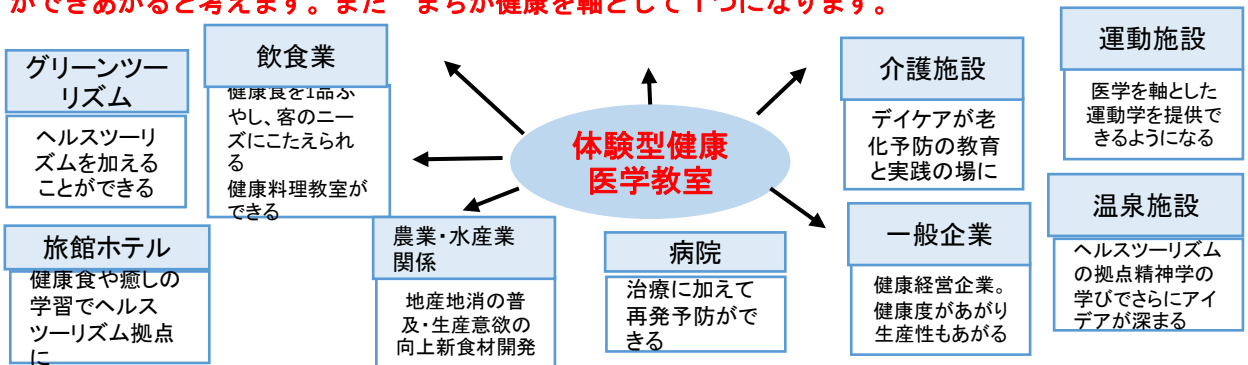 ができあがると考えます。また まちが健康を軸として1つになります。
グリーンツー
リズム
ヘルスツーリ
ズムを加える
ことができる
飲食業
健康食を1品ふ
やし、客のニー
ズにこたえられ
る
健康料理教室が
できる
体験型健康
医学教室
介護施設
デイケアが老
化予防の教育
と実践の場に
運動施設
医学を軸とした
運動学を提供で
きるようになる
旅館ホテル
健康食や癒しの
学習でヘルス
ツーリズム拠点
に
農業・水産業
関係
地産地消の普
及・生産意欲の
向上新食材開発
病院
治療に加えて
再発予防がで
きる
一般企業
健康経営企業。
健康度があがり
生産性もあがる
温泉施設
ヘルスツーリズム
の拠点精神学の
学びでさらにアイ
デアが深まる